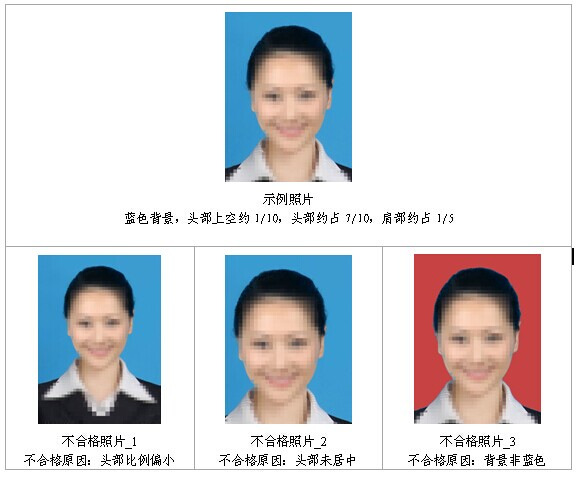 示例照片
蓝色背景，头部上空约 1/10，头部约占 7/10，肩部约占 1/5
不合格照片_1
不合格原因：头部比例偏小
不合格照片_2
不合格原因：头部未居中
不合格照片_3
不合格原因：背景非蓝色